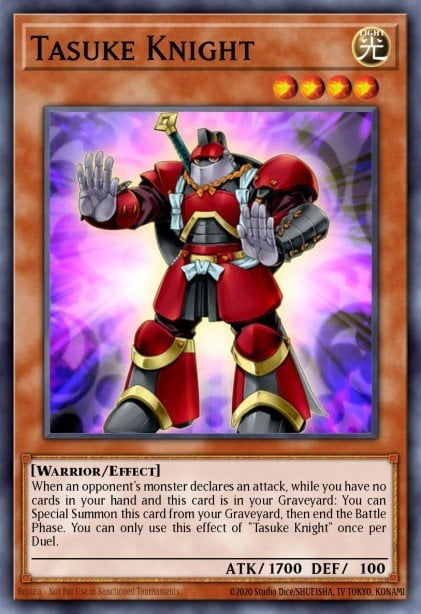 Tasuke Knight
LIGHT
光
[Warrior/Effect]
When an opponent's monster declares an attack, while you have no
cards in your hand and this card is in your Graveyard: You can
Special Summon this card from your Graveyard, then end the Battle
Phase. You can only use this effect of "Tasuke Knight" once per
Duel.
ATK/ 1700 DEF/ 100
Replica - Not For Use in Sanctioned Tournaments
©2020 Studio Dice/SHUEISHA, TV TOKYO, KONAMI